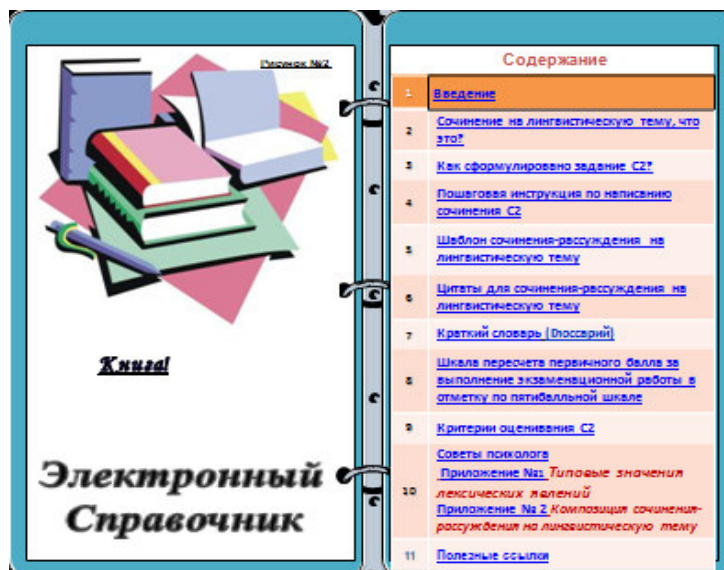 Рисунок №2
Книга!
Электронный
Справочник
Содержание
1 Введение
2 Сочинение на лингвистическую тему, что
это?
3 Как сформулировано задание С2?
4 Пошаговая инструкция по написанию
сочинения С2
5 Шаблон сочинения-рассуждения на
лингвистическую тему
6 Цитаты для сочинения-рассуждения на
лингвистическую тему
7 Краткий словарь (Глоссарий)
8 Шкала пересчета первичного балла за
выполнение экзаменационной работы в
отметку по пятибалльной шкале
9 Критерии оценивания С2
10 Советы психолога
Приложение №1 Типовые значения
лексических явлений
Приложение № 2 Композиция сочинения-
рассуждения на лингвистическую тему
11 Полезные ссылки